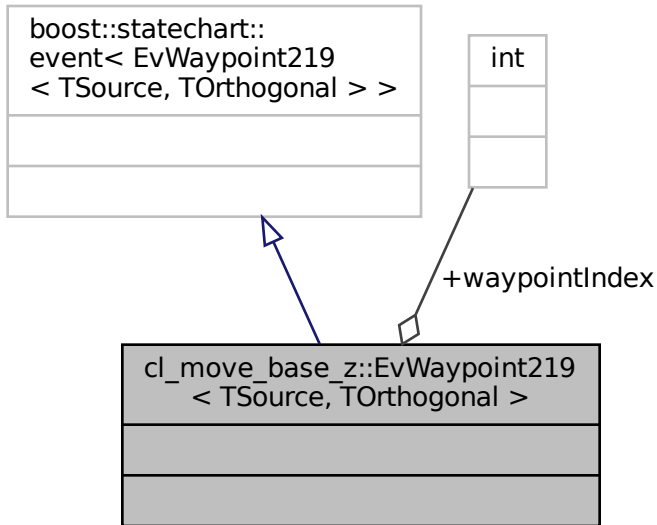 boost::statechart::
event< EvWaypoint219
< TSource, TOrthogonal > >
int
+waypointIndex
cl_move_base_z::EvWaypoint219
< TSource, TOrthogonal >